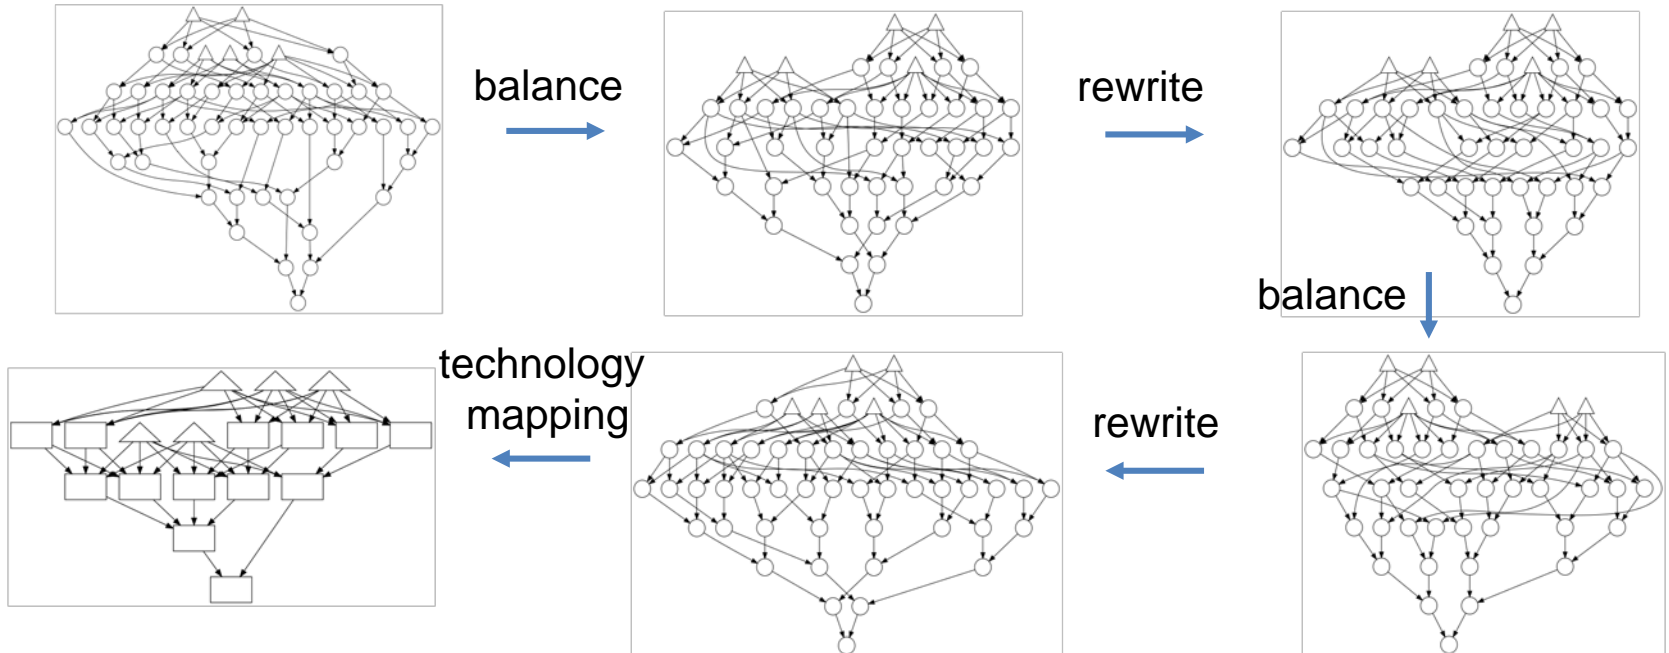 balance
rewrite
balance
rewrite
technology
mapping